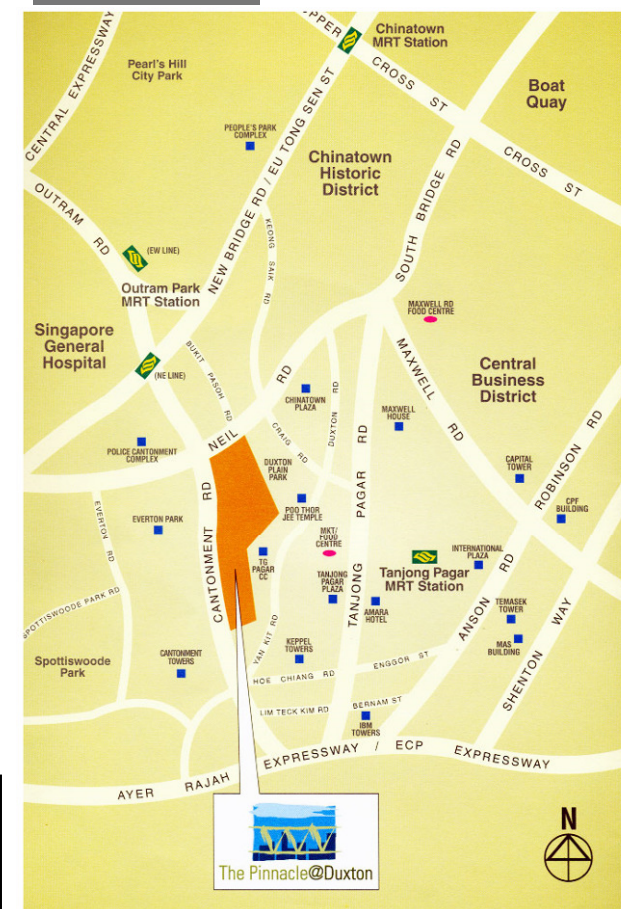 UPPER CROSS ST
CROSS ST
Chinatown
MRT Station
Pearl's Hill
City Park
CENTRAL EXPRESSWAY
Boat
Quay
PEOPLE'S PARK
COMPLEX
NEW BRIDGE RD / EU TONG SEN ST
Chinatown
Historic
District
SOUTH BRIDGE RD
OUTRAM RD
KEONG SAIK RD
(EW LINE)
Outram Park
MRT Station
MAXWELL RD
FOOD CENTRE
Singapore
General
Hospital
(NE LINE)
BUKIT PASOH RD
NEIL RD
MAXWELL RD
Central
Business
District
CHINATOWN
PLAZA
DUXTON RD
MAXWELL
HOUSE
CRAIG RD
TANJONG PAGAR RD
ROBINSON RD
POLICE CANTONMENT
COMPLEX
DUXTON
PLAIN
PARK
CAPITAL
TOWER
CANTONMENT RD
POO THOR
JEE TEMPLE
CPF
BUILDING
EVERTON RD
EVERTON PARK
MKT/
FOOD
CENTRE
TG
PAGAR
CC
Tanjong Pagar
MRT Station
INTERNATIONAL
PLAZA
TANJONG
PAGAR
PLAZA
AMARA
HOTEL
ANSON RD
TEMASEK
TOWER
SPOTTISWOODE PARK RD
YAN KIT RD
MAS
BUILDING
SHENTON WAY
Spottiswoode
Park
CANTONMENT
TOWERS
KEPPEL
TOWERS
ENGGOR ST
HOE CHIANG RD
LIM TECK KIM RD
BERNAM ST
IBM
TOWERS
AYER RAJAH EXPRESSWAY / ECP EXPRESSWAY
The Pinnacle@Duxton
N